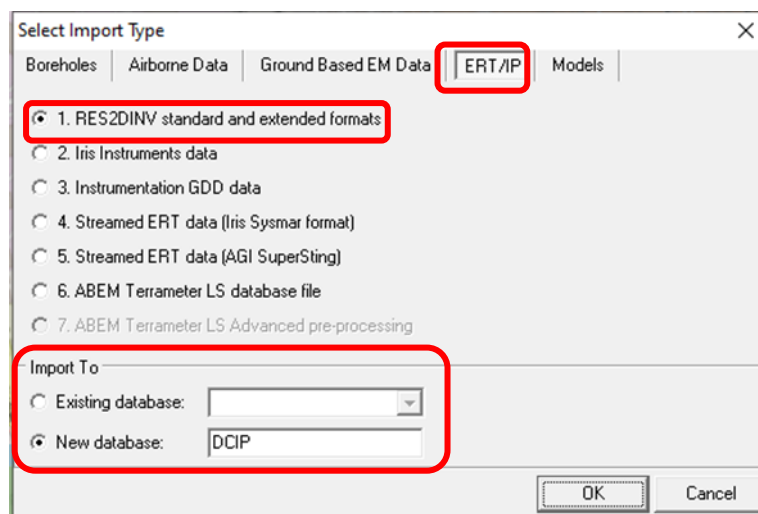 Select Import Type
Boreholes Airborne Data Ground Based EM Data ERT/IP Models
1. RES2DINV standard and extended formats
2. Iris Instruments data
3. Instrumentation GDD data
4. Streamed ERT data (Iris Sysmar format)
5. Streamed ERT data (AGI SuperSting)
6. ABEM Terrameter LS database file
7. ABEM Terrameter LS Advanced pre-processing
Import To
Existing database:
New database: DCIP
OK Cancel